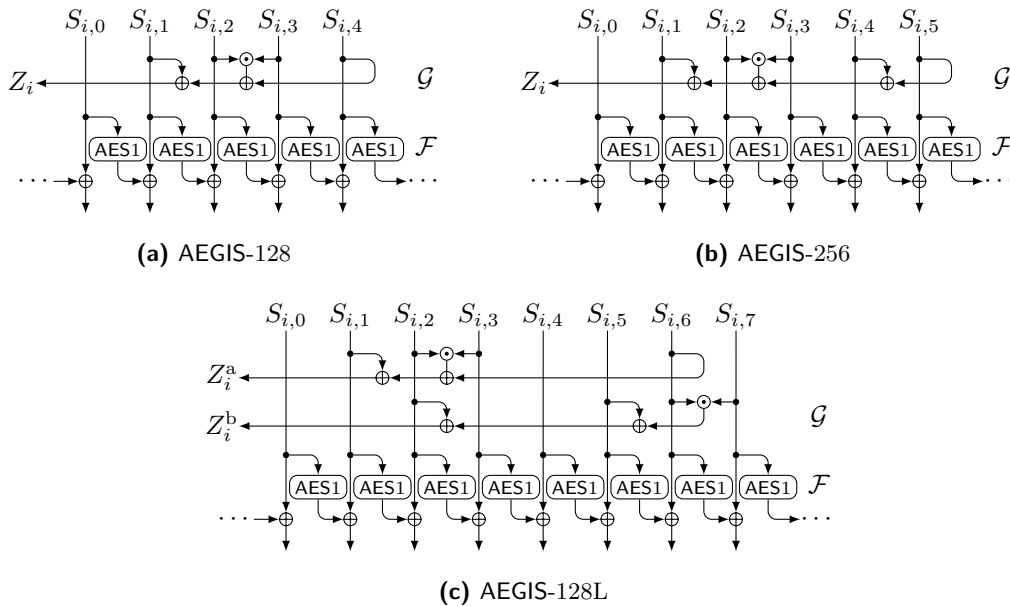 S_{i,0} S_{i,1} S_{i,2} S_{i,3} S_{i,4}
Z_i 𝒢
AES1 AES1 AES1 AES1 AES1 ℱ
··· ···
(a) AEGIS-128
S_{i,0} S_{i,1} S_{i,2} S_{i,3} S_{i,4} S_{i,5}
Z_i 𝒢
AES1 AES1 AES1 AES1 AES1 AES1 ℱ
··· ···
(b) AEGIS-256
S_{i,0} S_{i,1} S_{i,2} S_{i,3} S_{i,4} S_{i,5} S_{i,6} S_{i,7}
Z_i^a
Z_i^b 𝒢
AES1 AES1 AES1 AES1 AES1 AES1 AES1 AES1 ℱ
··· ···
(c) AEGIS-128L